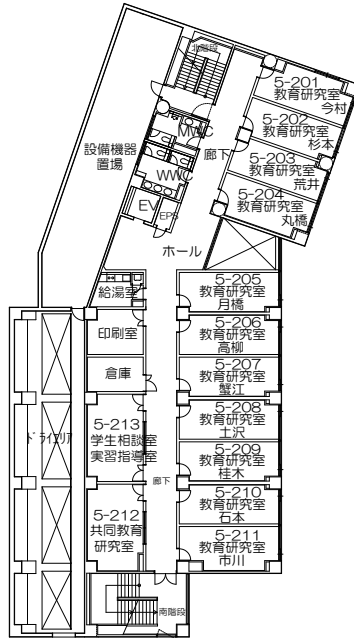 北階段
5-201
教育研究室
今村
5-202
教育研究室
杉本
5-203
教育研究室
荒井
5-204
教育研究室
丸橋
MWC
廊下
設備機器
置場
WWC
EV
EPS
ホール
給湯室
5-205
教育研究室
月橋
印刷室
5-206
教育研究室
高柳
倉庫
5-207
教育研究室
蟹江
5-213
学生相談室
実習指導室
5-208
教育研究室
土沢
ドライエリア
5-209
教育研究室
桂木
廊下
5-212
共同教育
研究室
5-210
教育研究室
石本
5-211
教育研究室
市川
南階段